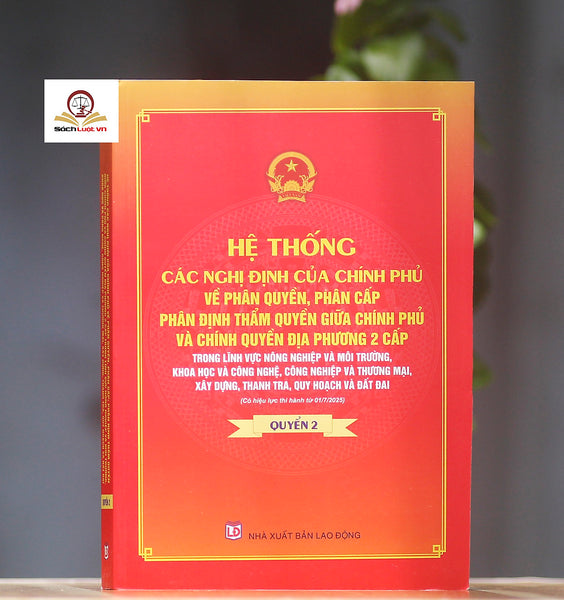 SáchLuật.vn
HỆ THỐNG
CÁC NGHỊ ĐỊNH CỦA CHÍNH PHỦ
VỀ PHÂN QUYỀN, PHÂN CẤP
PHÂN ĐỊNH THẨM QUYỀN GIỮA CHÍNH PHỦ
VÀ CHÍNH QUYỀN ĐỊA PHƯƠNG 2 CẤP
TRONG LĨNH VỰC NÔNG NGHIỆP VÀ MÔI TRƯỜNG,
KHOA HỌC VÀ CÔNG NGHỆ, CÔNG NGHIỆP VÀ THƯƠNG MẠI,
XÂY DỰNG, THANH TRA, QUY HOẠCH VÀ ĐẤT ĐAI
(Có hiệu lực thi hành từ 01/7/2025)
QUYỂN 2
LĐ
NHÀ XUẤT BẢN LAO ĐỘNG